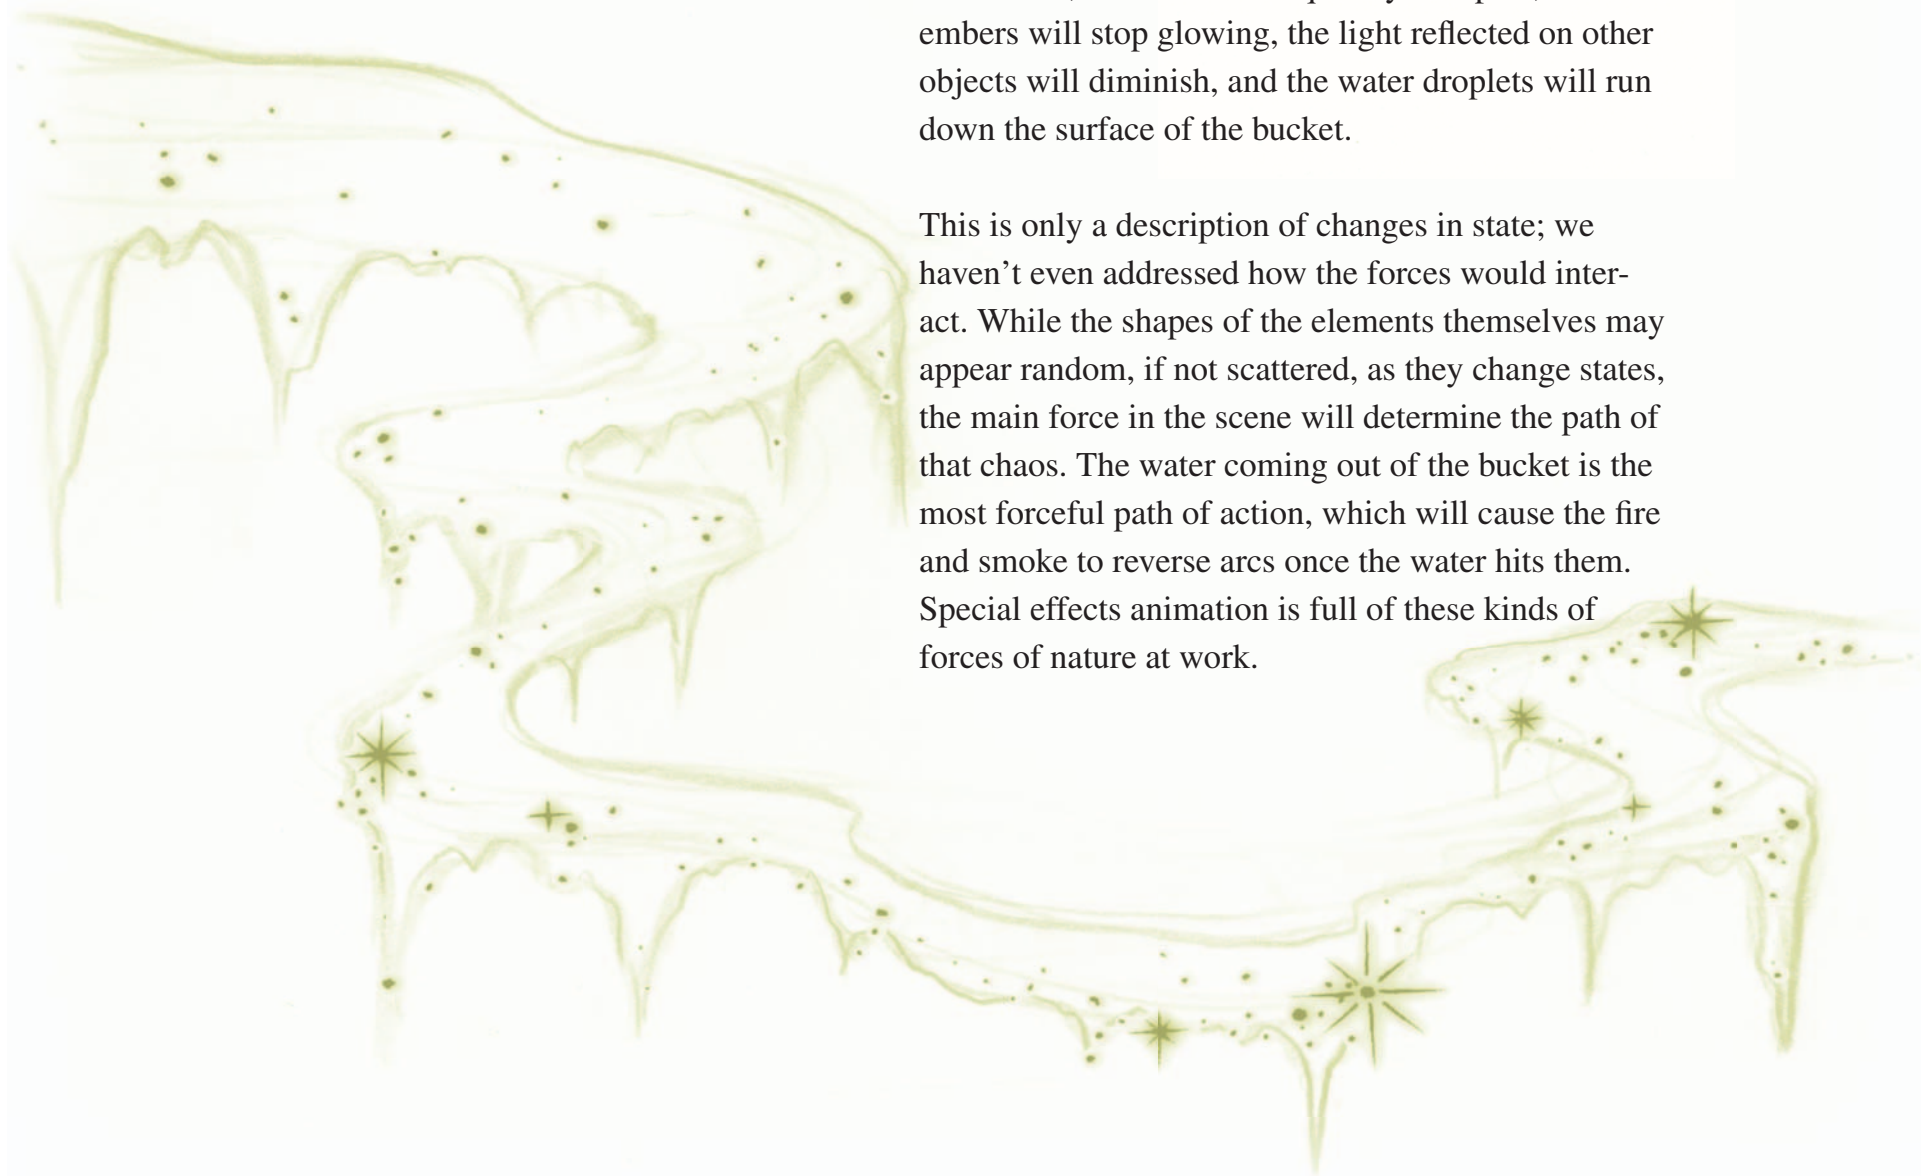 embers will stop glowing, the light reflected on other
objects will diminish, and the water droplets will run
down the surface of the bucket.
This is only a description of changes in state; we
haven’t even addressed how the forces would inter-
act. While the shapes of the elements themselves may
appear random, if not scattered, as they change states,
the main force in the scene will determine the path of
that chaos. The water coming out of the bucket is the
most forceful path of action, which will cause the fire
and smoke to reverse arcs once the water hits them.
Special effects animation is full of these kinds of
forces of nature at work.